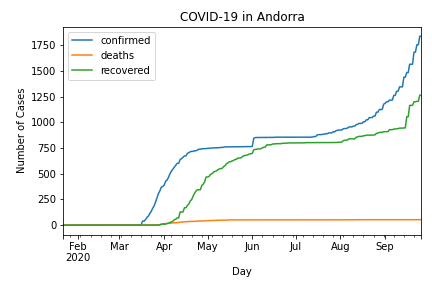 COVID-19 in Andorra
confirmed
deaths
recovered
Number of Cases
1750
1500
1250
1000
750
500
250
0
Feb Mar Apr May Jun Jul Aug Sep
2020
Day